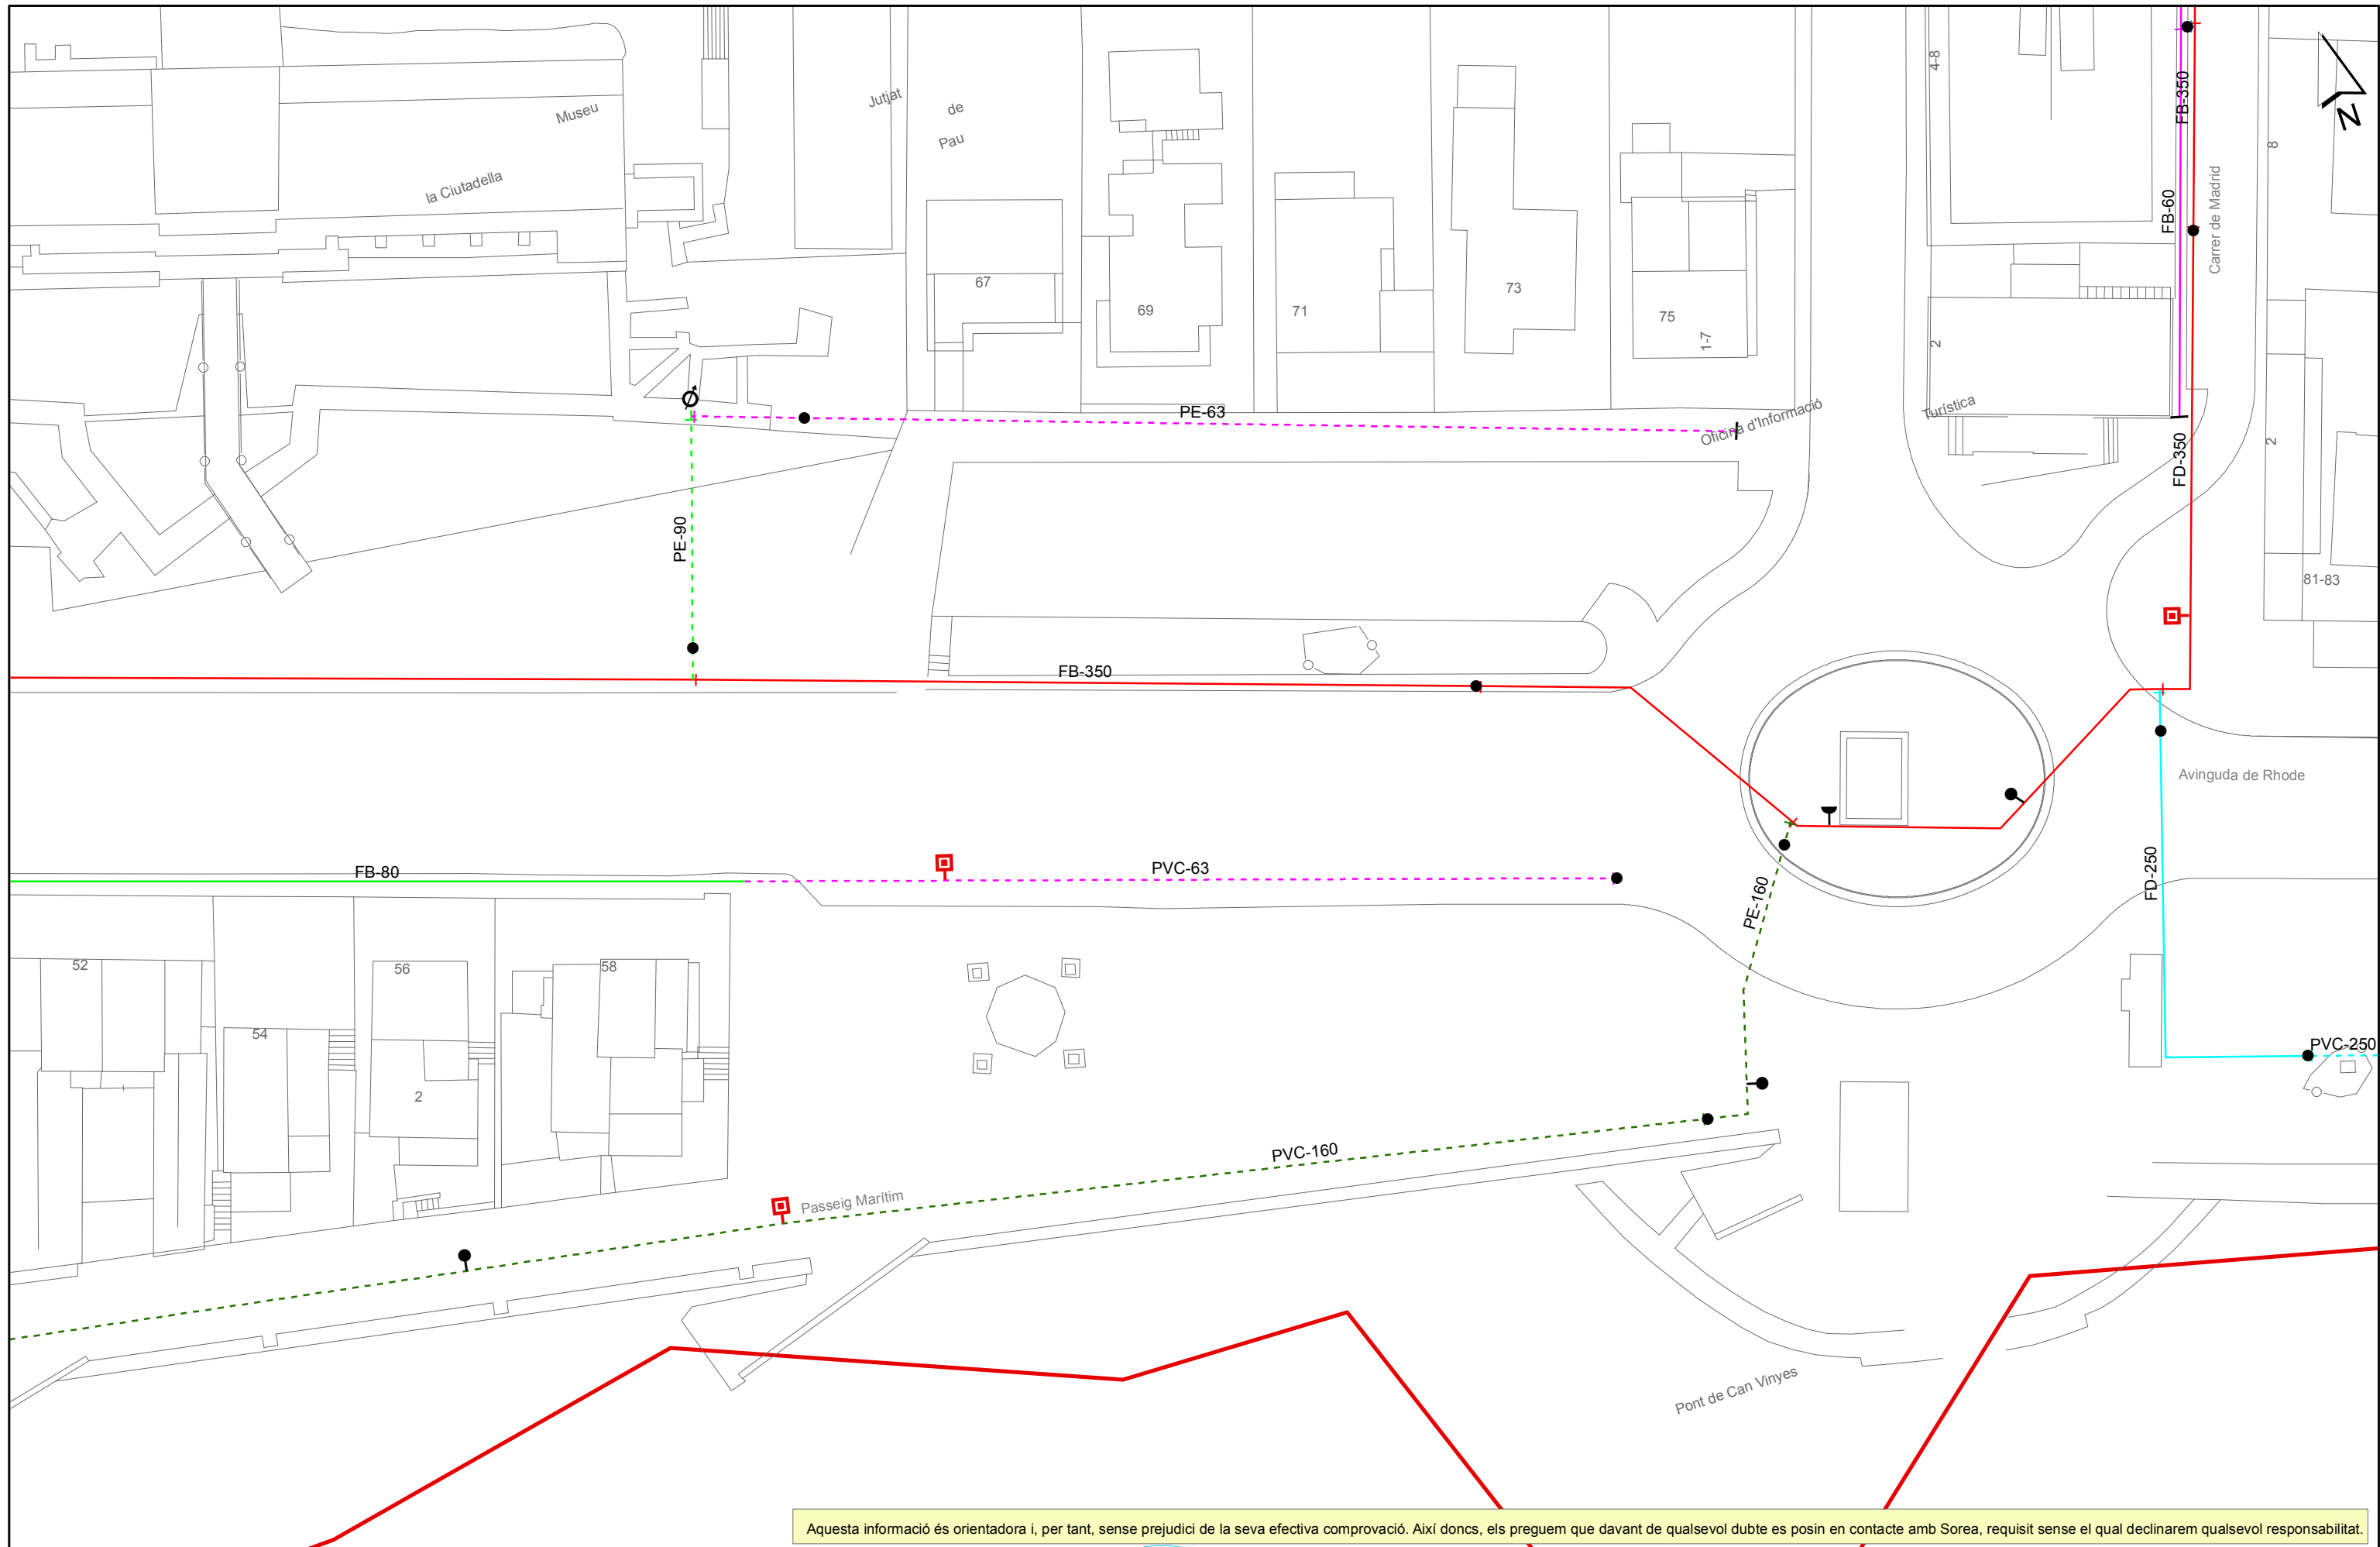 Museu
la Ciutadella
Jutjat
de
Pau
67
69
71
73
75
1-7
4-8
2
FB-350
FB-60
Carrer de Madrid
8
N
2
81-83
PE-63
Oficina d'Informació
Turística
FD-350
PE-90
FB-350
Avinguda de Rhode
FB-80
PVC-63
PE-160
FD-250
PVC-250
52
54
56
2
58
PVC-160
Passeig Marítim
Pont de Can Vinyes
Aquesta informació és orientadora i, per tant, sense prejudici de la seva efectiva comprovació. Així doncs, els preguem que davant de qualsevol dubte es posin en contacte amb Sorea, requisit sense el qual declinarem qualsevol responsabilitat.